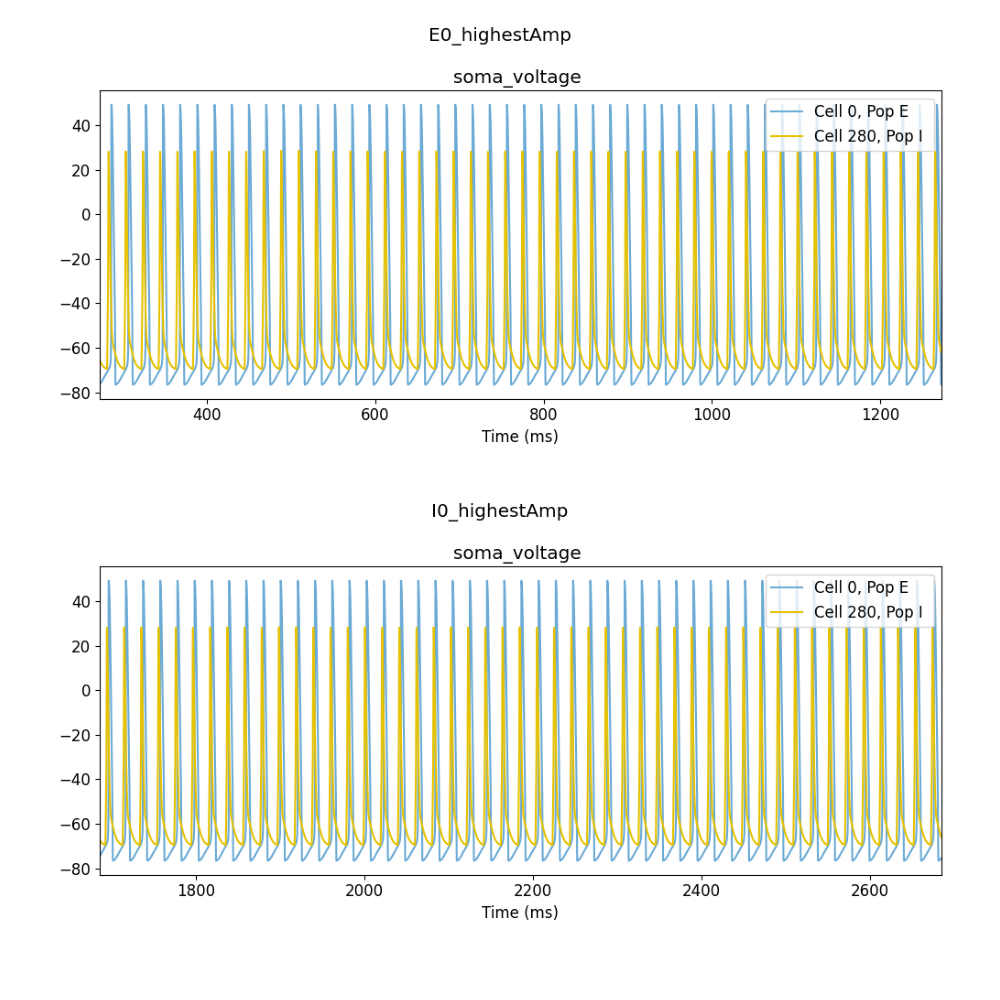 E0_highestAmp
soma_voltage
Cell 0, Pop E
Cell 280, Pop I
40
20
0
−20
−40
−60
−80
400 600 800 1000 1200
Time (ms)
I0_highestAmp
soma_voltage
Cell 0, Pop E
Cell 280, Pop I
40
20
0
−20
−40
−60
−80
1800 2000 2200 2400 2600
Time (ms)